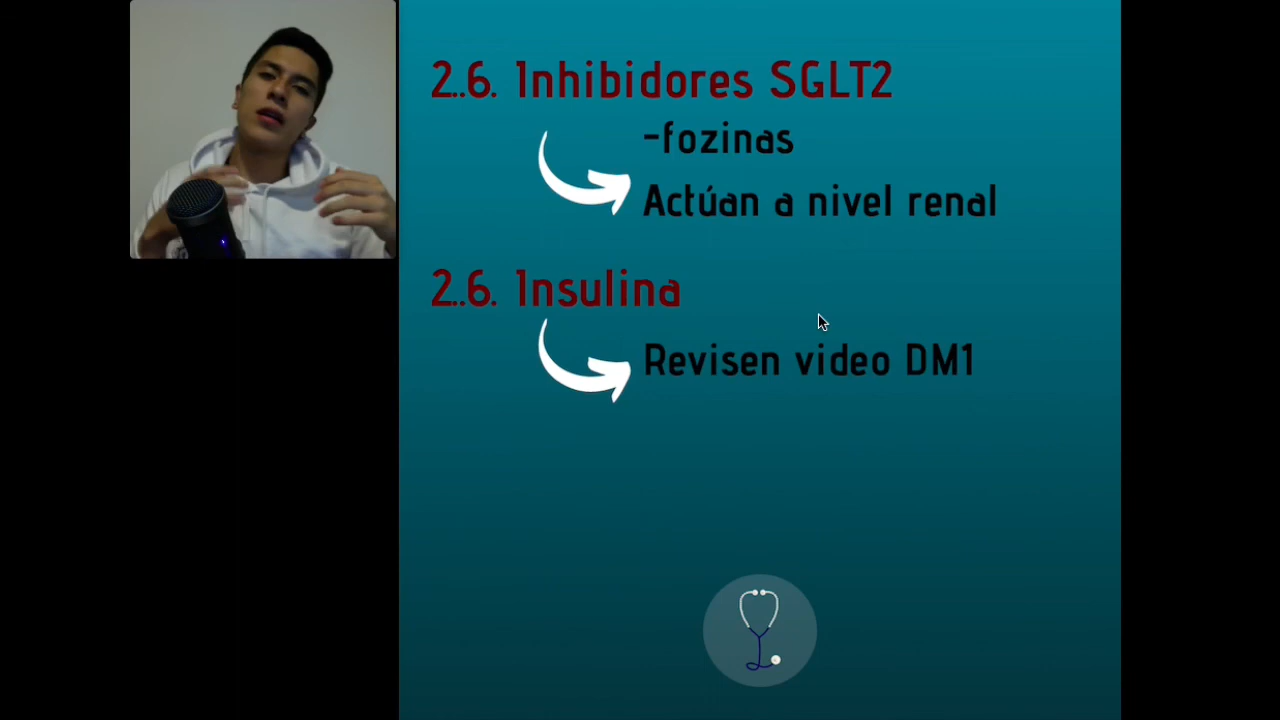 2..6. Inhibidores SGLT2
-fozinas
Actúan a nivel renal
2..6. Insulina
Revisen video DM1